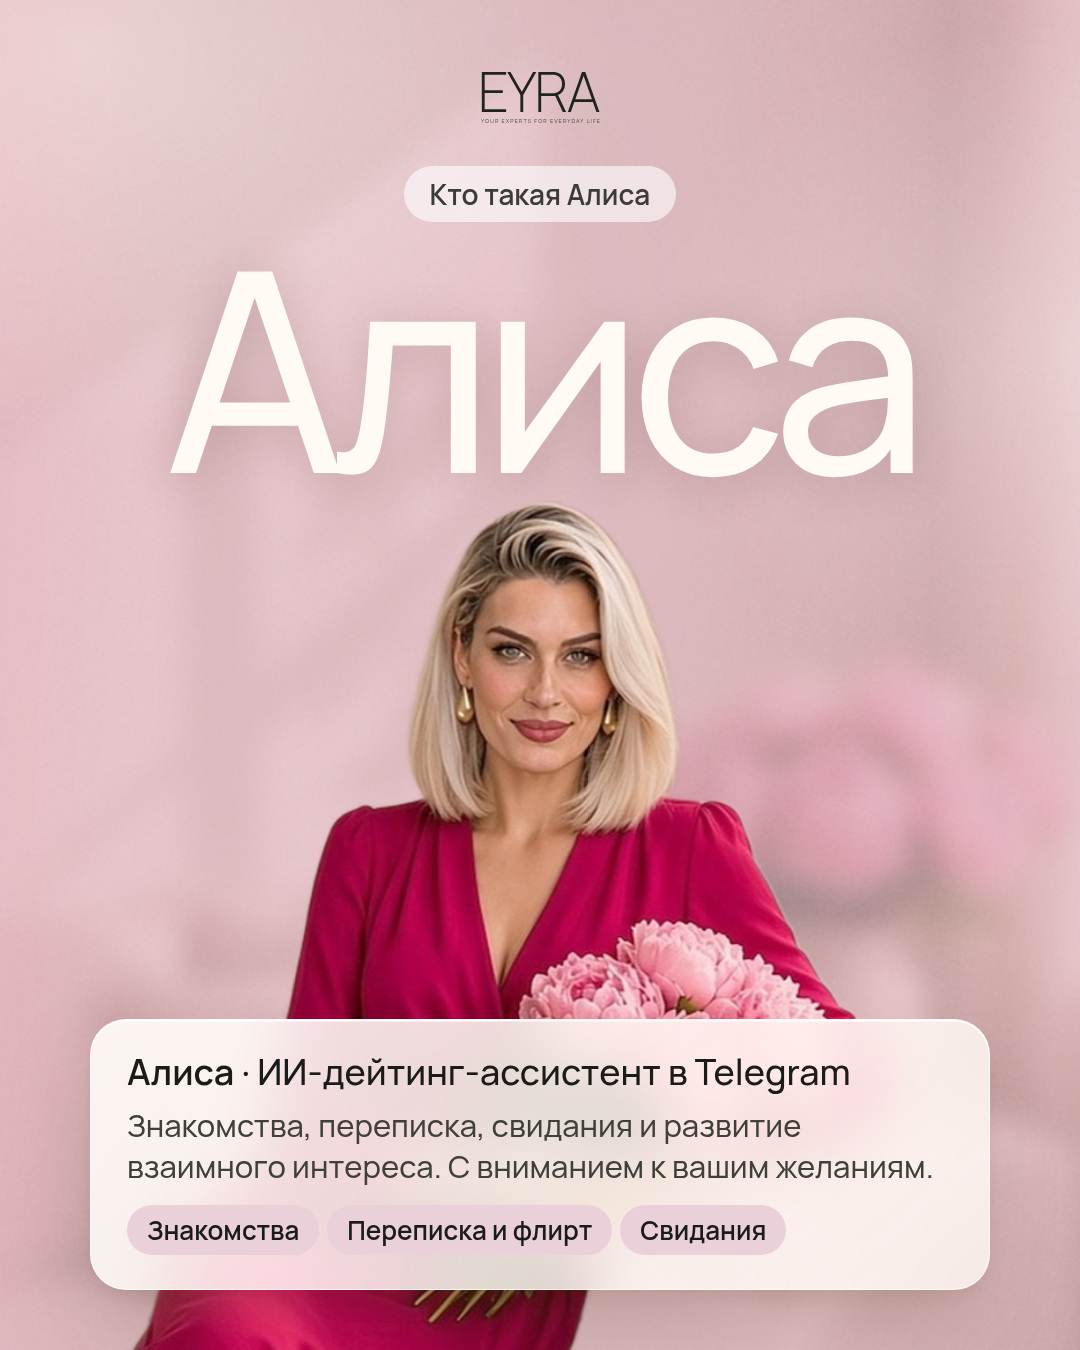 EYRA
YOUR EXPERTS FOR EVERYDAY LIFE
Кто такая Алиса
Алиса
Алиса · ИИ-дейтинг-ассистент в Telegram
Знакомства, переписка, свидания и развитие
взаимного интереса. С вниманием к вашим желаниям.
Знакомства Переписка и флирт Свидания